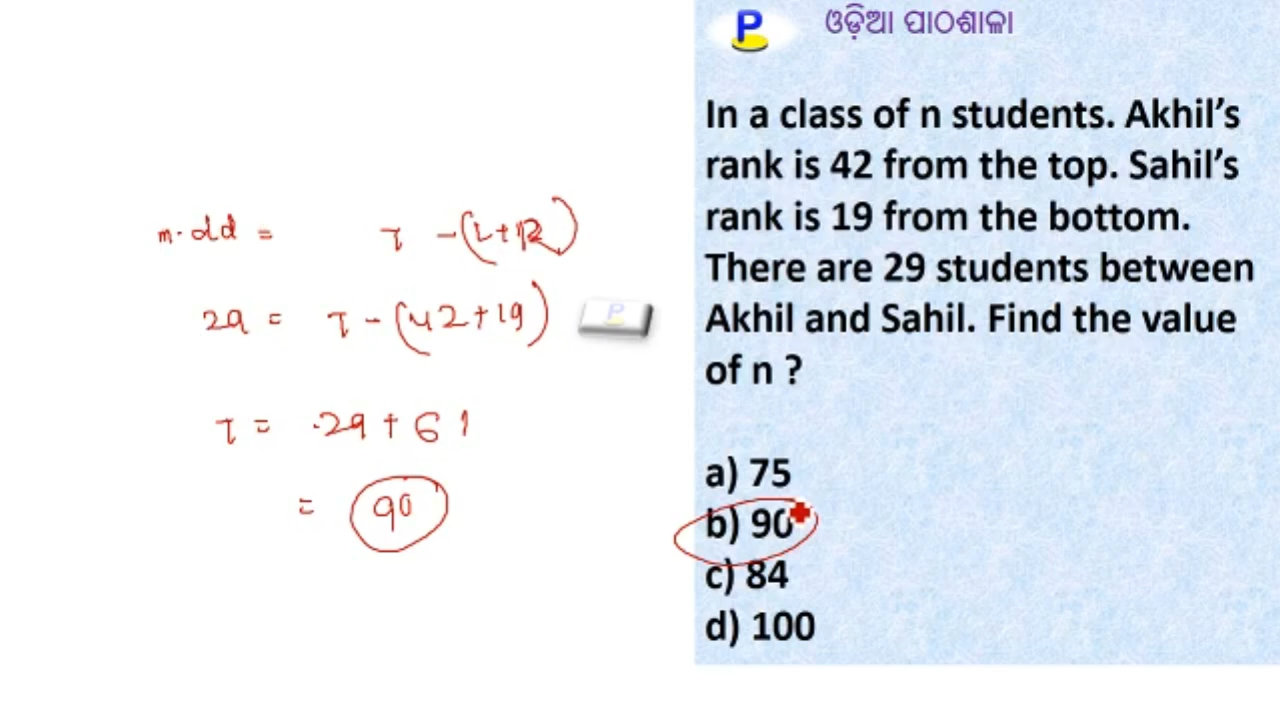 m. dd = T - (L+R)
29 = T - (42+19)
T = 29 + 61
= 90
P
P ଓଡ଼ିଆ ପାଠଶାଳା
In a class of n students. Akhil’s
rank is 42 from the top. Sahil’s
rank is 19 from the bottom.
There are 29 students between
Akhil and Sahil. Find the value
of n ?
a) 75
b) 90
c) 84
d) 100